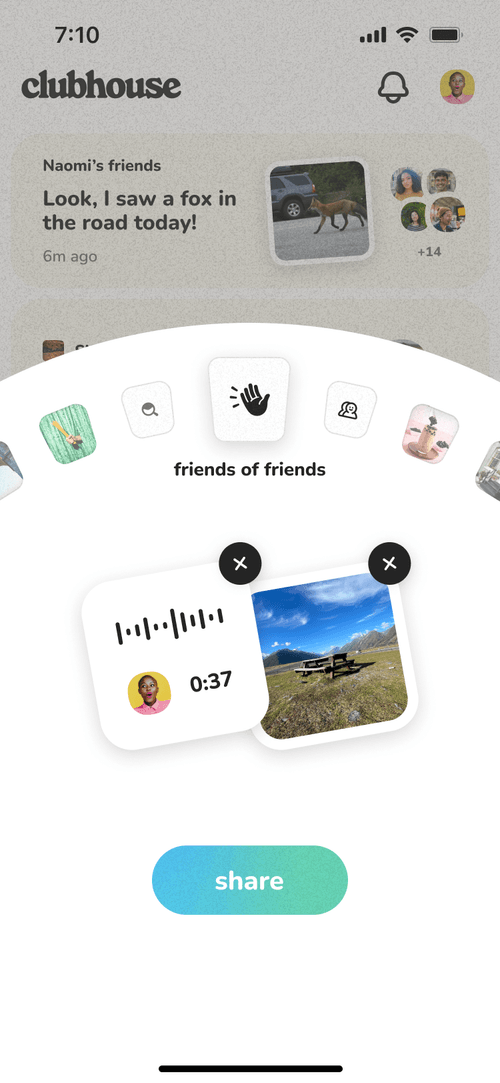 7:10
clubhouse
Naomi's friends
Look, I saw a fox in
the road today!
6m ago
+14
friends of friends
0:37
share